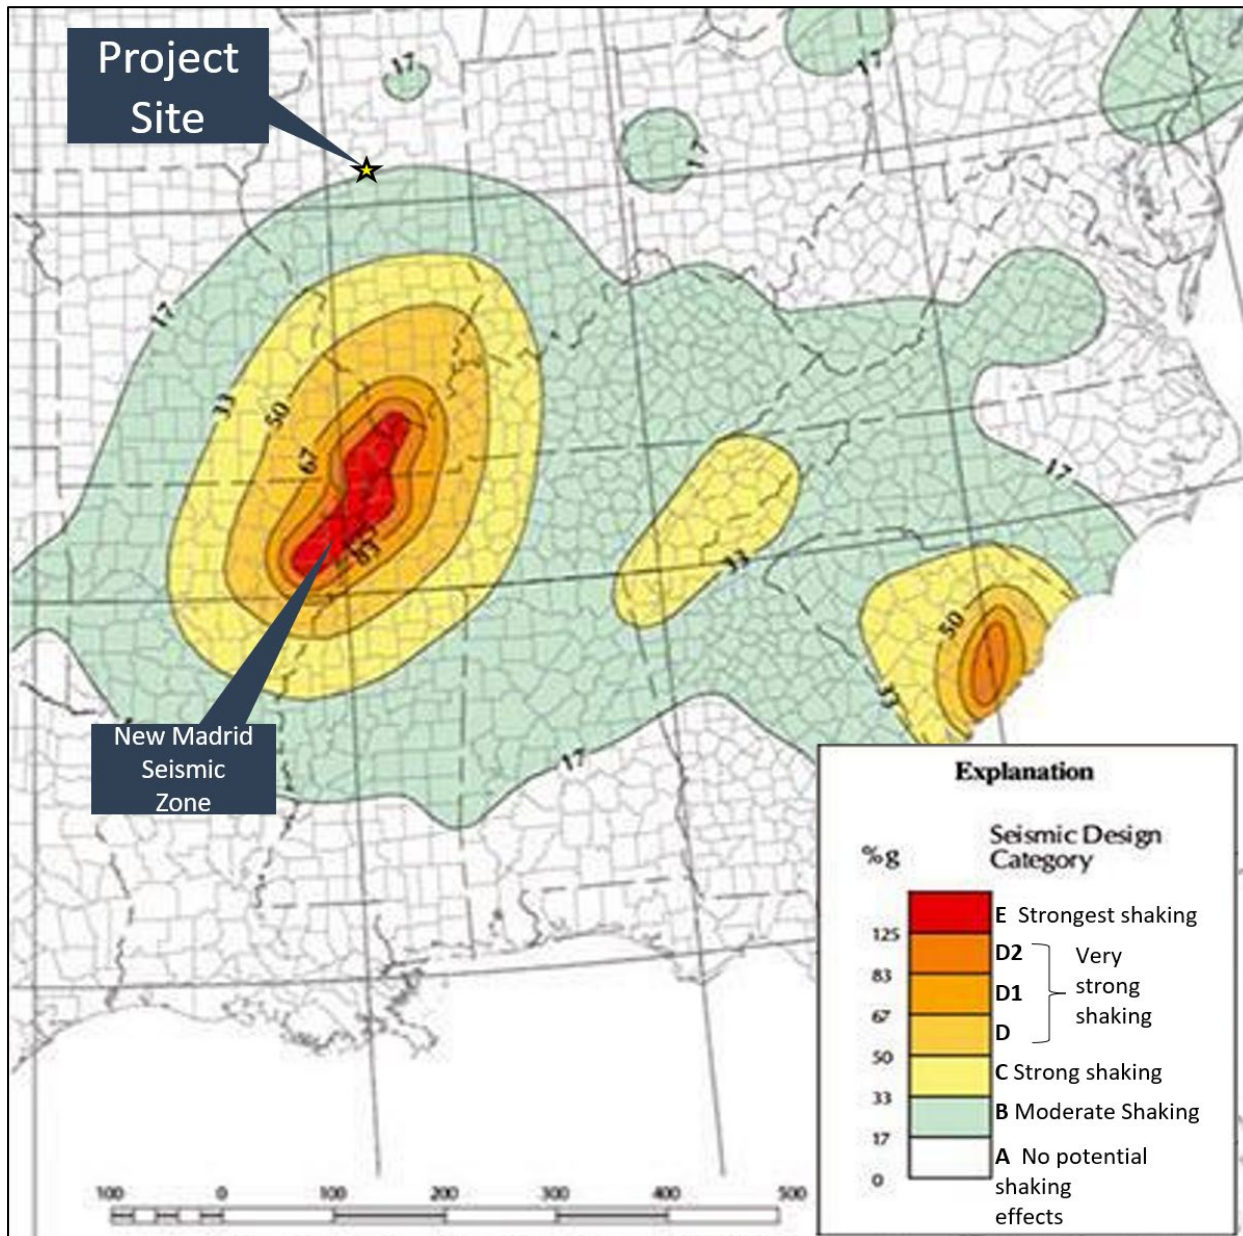 Project
Site
17
17
17
17
33
50
67
83
17
33
50
33
17
New Madrid
Seismic
Zone
17
Explanation
%g
Seismic Design
Category
E Strongest shaking
125
D2
Very
strong
shaking
83
D1
67
D
50
C Strong shaking
33
B Moderate Shaking
17
A No potential
shaking
effects
0
100 0 100 200 300 400 500